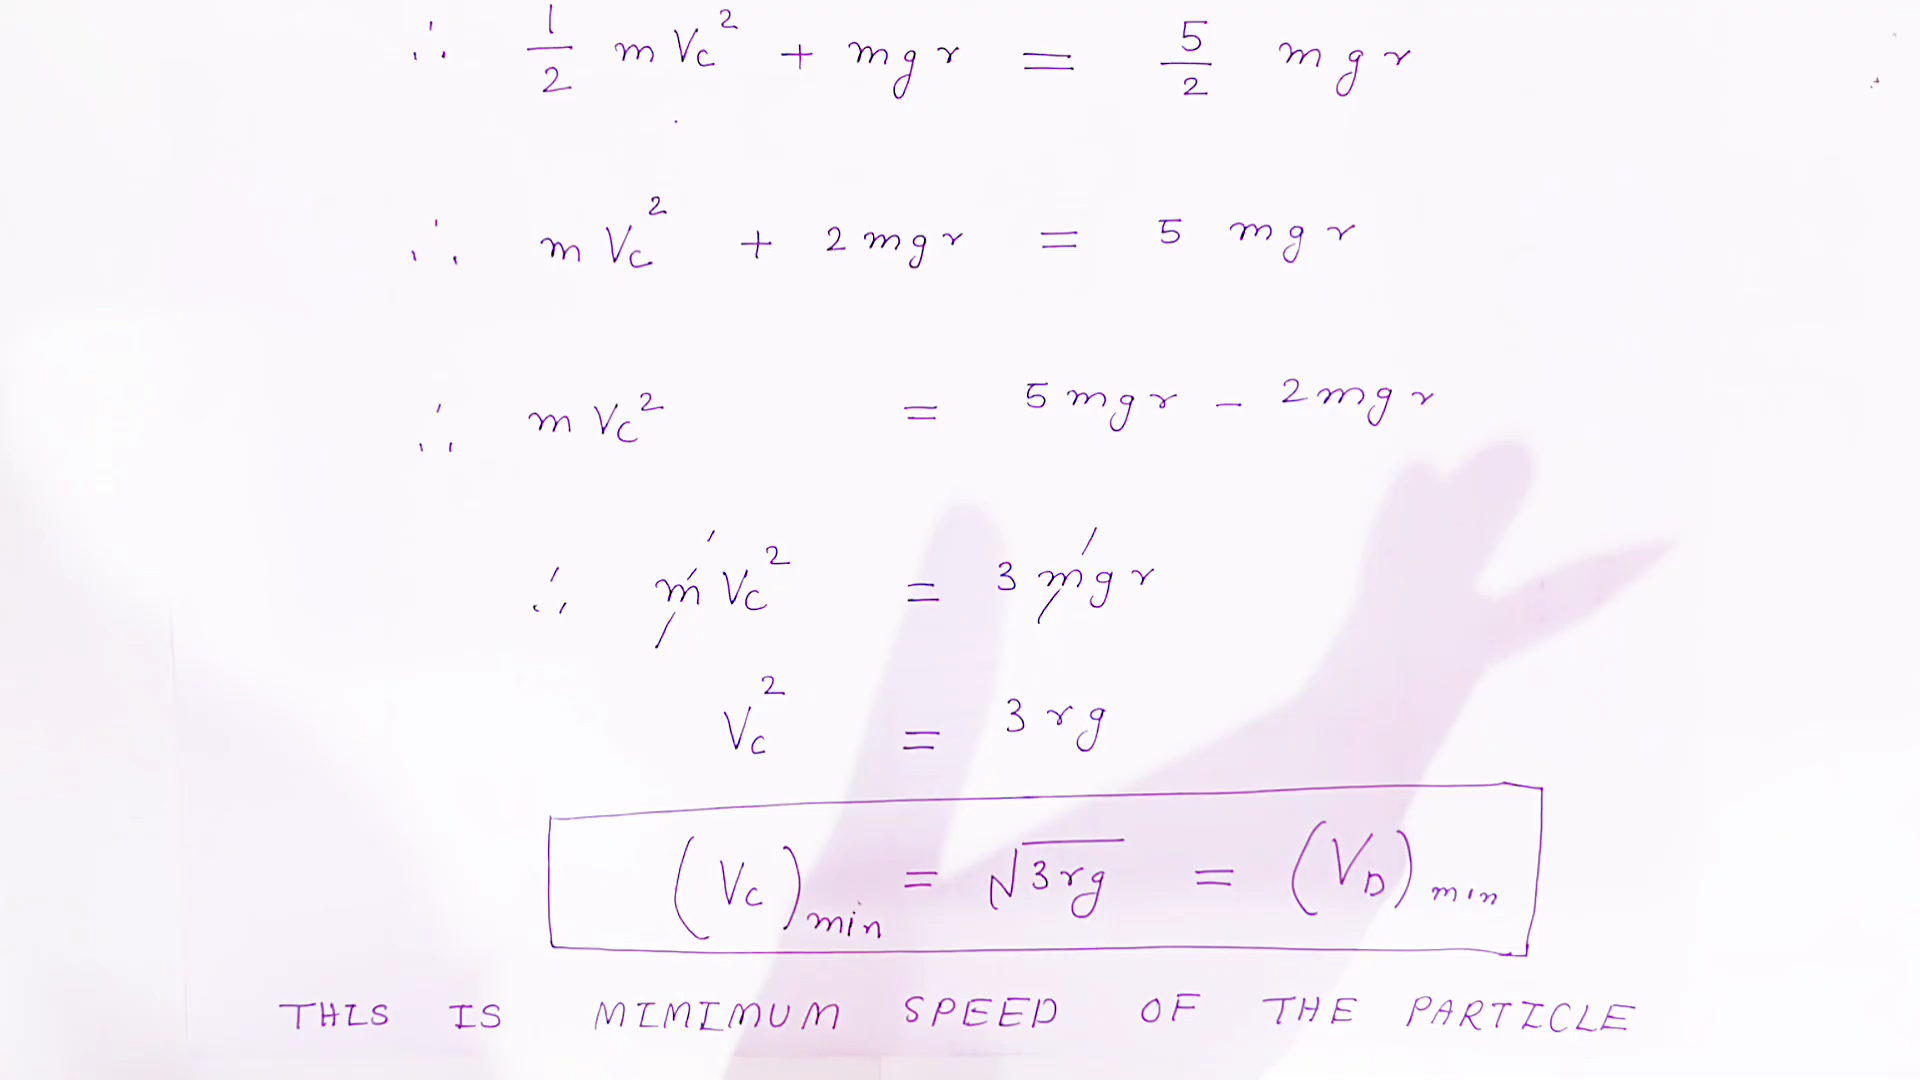 ∴ 1/2 m Vc² + mgr = 5/2 mgr
∴ m Vc² + 2mgr = 5 mgr
∴ m Vc² = 5mgr - 2mgr
∴ m Vc² = 3 mgr
Vc² = 3rg
(Vc)min = √3rg = (VD)min
THIS IS MINIMUM SPEED OF THE PARTICLE